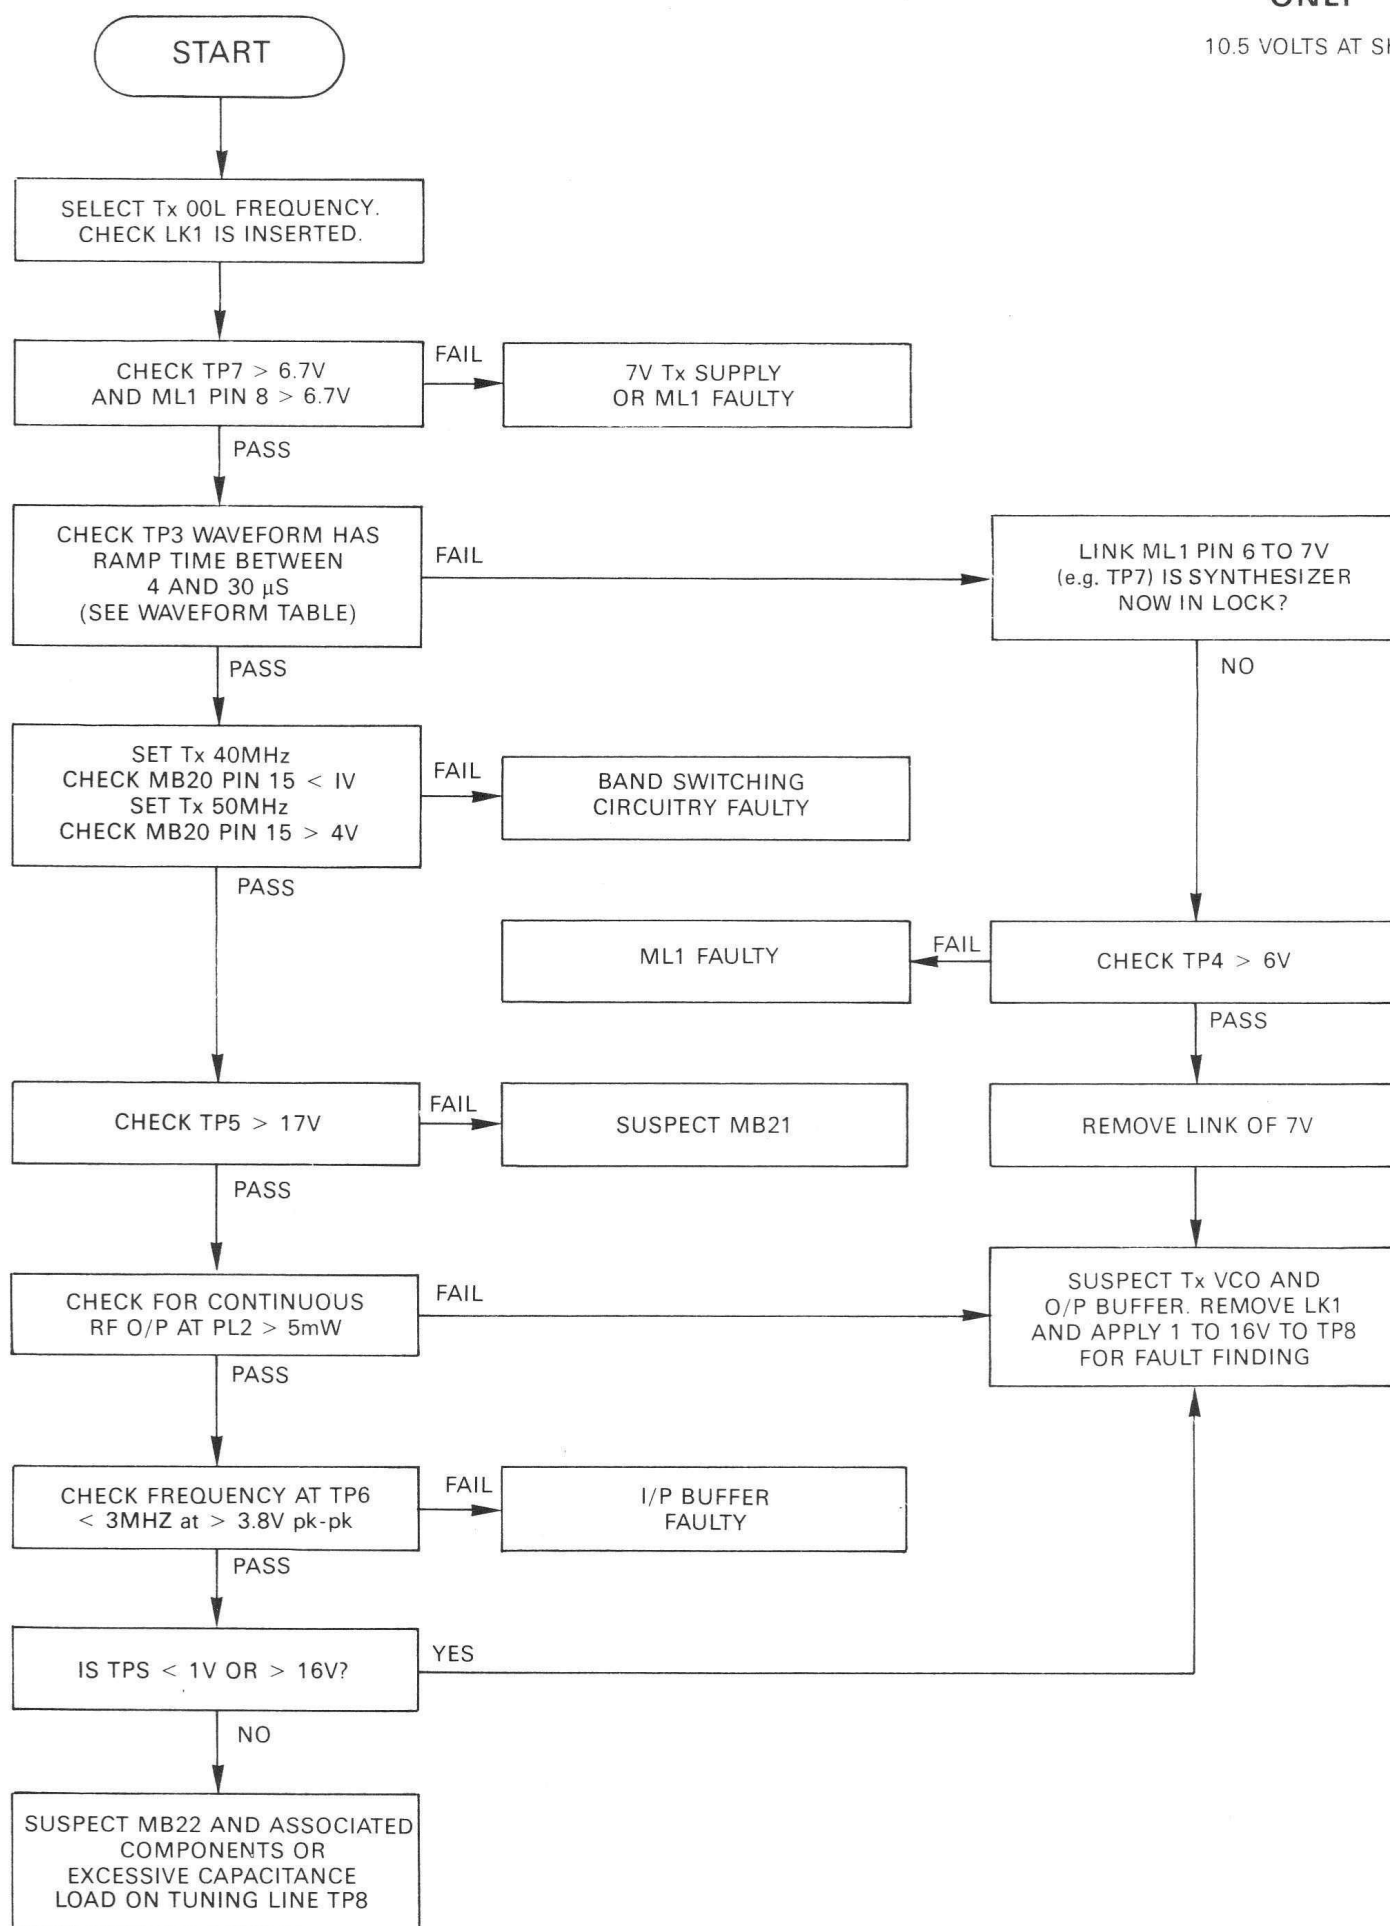 10.5 VOLTS AT
START
SELECT Tx 00L FREQUENCY.
CHECK LK1 IS INSERTED.
CHECK TP7 > 6.7V
AND ML1 PIN 8 > 6.7V
FAIL
7V Tx SUPPLY
OR ML1 FAULTY
PASS
CHECK TP3 WAVEFORM HAS
RAMP TIME BETWEEN
4 AND 30 µS
(SEE WAVEFORM TABLE)
FAIL
LINK ML1 PIN 6 TO 7V
(e.g. TP7) IS SYNTHESIZER
NOW IN LOCK?
PASS
NO
SET Tx 40MHz
CHECK MB20 PIN 15 < IV
SET Tx 50MHz
CHECK MB20 PIN 15 > 4V
FAIL
BAND SWITCHING
CIRCUITRY FAULTY
PASS
ML1 FAULTY
FAIL
CHECK TP4 > 6V
PASS
CHECK TP5 > 17V
FAIL
SUSPECT MB21
REMOVE LINK OF 7V
PASS
CHECK FOR CONTINUOUS
RF O/P AT PL2 > 5mW
FAIL
SUSPECT Tx VCO AND
O/P BUFFER. REMOVE LK1
AND APPLY 1 TO 16V TO TP8
FOR FAULT FINDING
PASS
CHECK FREQUENCY AT TP6
< 3MHZ at > 3.8V pk-pk
FAIL
I/P BUFFER
FAULTY
PASS
IS TPS < 1V OR > 16V?
YES
NO
SUSPECT MB22 AND ASSOCIATED
COMPONENTS OR
EXCESSIVE CAPACITANCE
LOAD ON TUNING LINE TP8